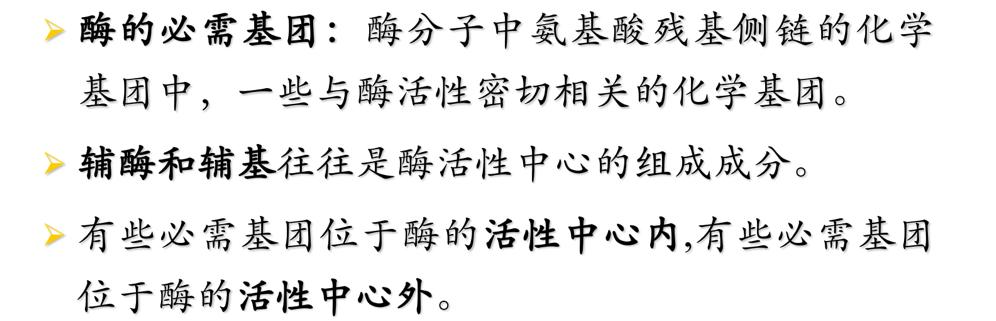 酶的必需基团：酶分子中氨基酸残基侧链的化学
基团中，一些与酶活性密切相关的化学基团。
辅酶和辅基往往是酶活性中心的组成成分。
有些必需基团位于酶的活性中心内,有些必需基团
位于酶的活性中心外。